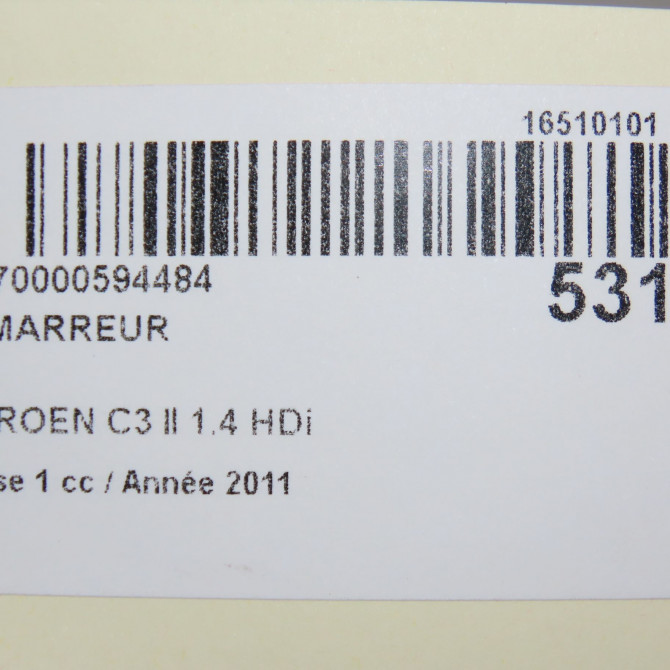 16510101
70000594484
531
MARREUR
ROEN C3 II 1.4 HDi
se 1 cc / Année 2011